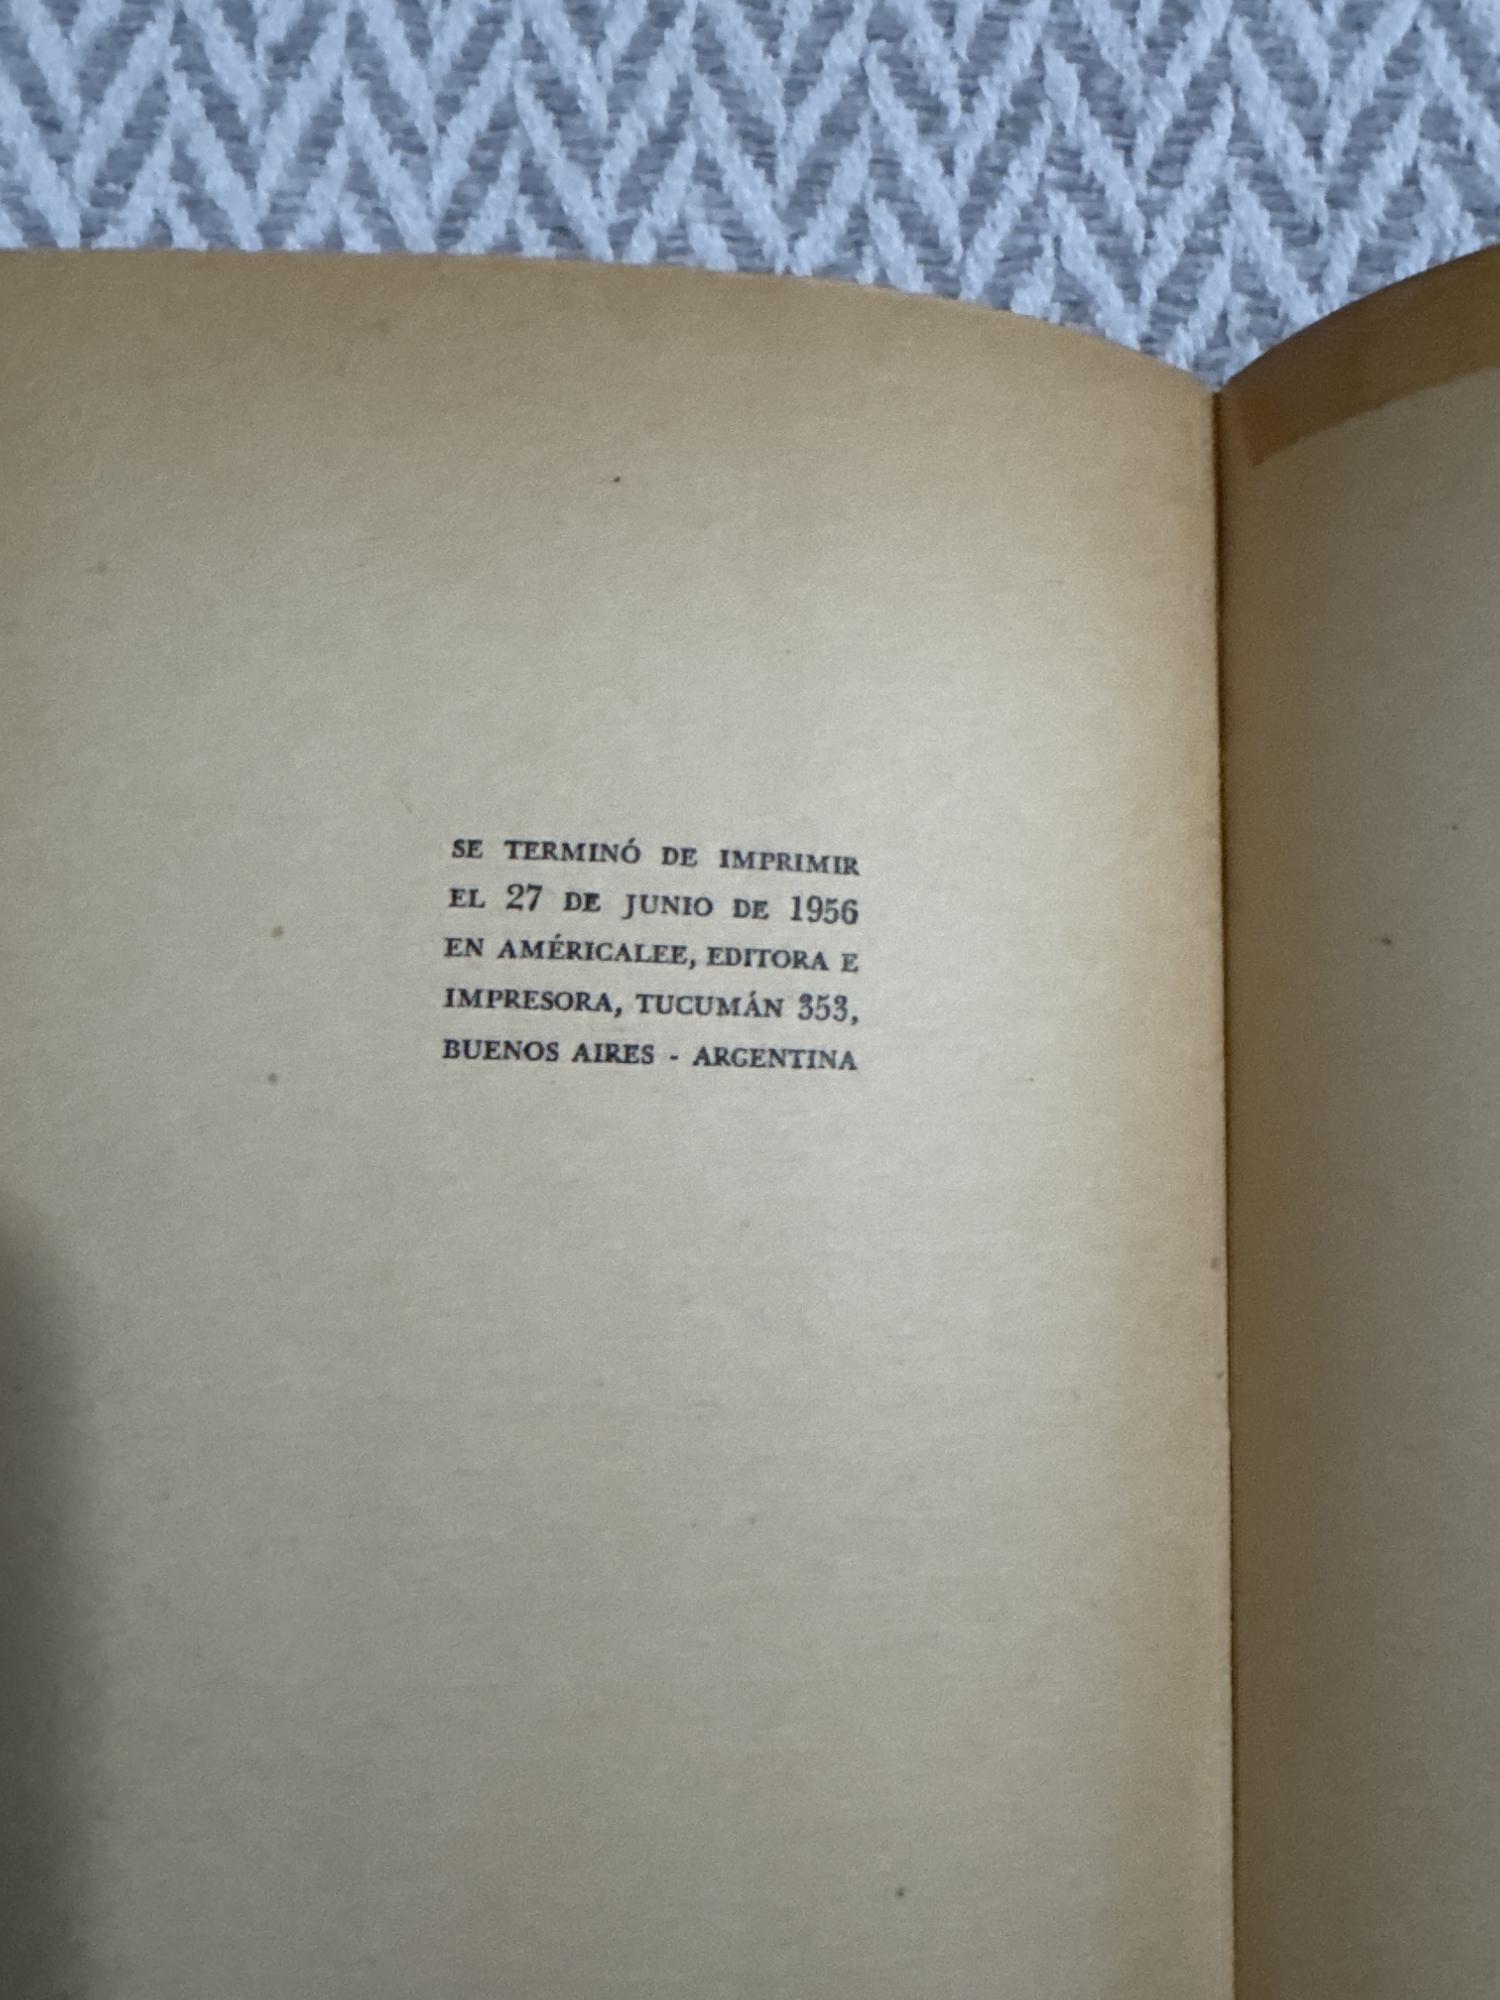 SE TERMINÓ DE IMPRIMIR
EL 27 DE JUNIO DE 1956
EN AMÉRICALEE, EDITORA E
IMPRESORA, TUCUMÁN 353,
BUENOS AIRES - ARGENTINA